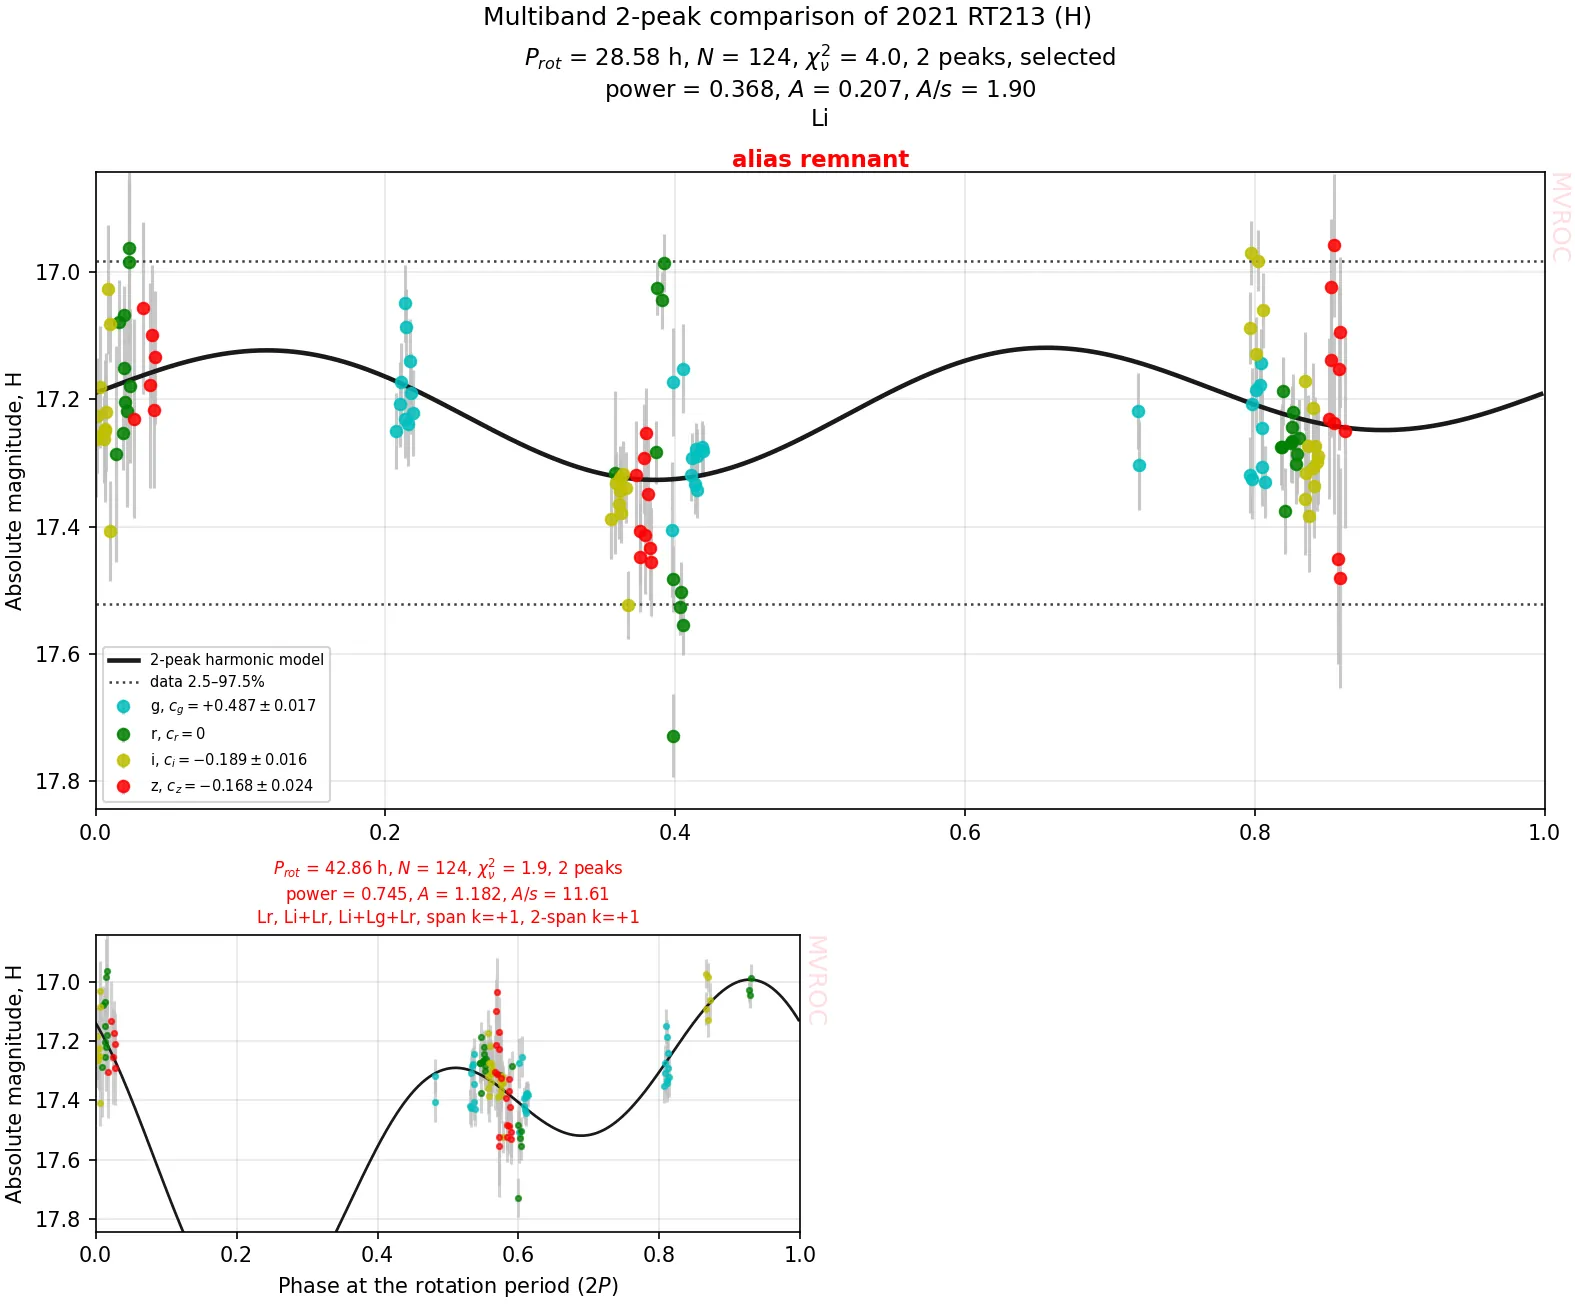 Multiband 2-peak comparison of 2021 RT213 (H)
P_rot = 28.58 h, N = 124, χ²_ν = 4.0, 2 peaks, selected
power = 0.368, A = 0.207, A/s = 1.90
Li
alias remnant
MVROC
Absolute magnitude, H
17.0
17.2
17.4
17.6
17.8
2-peak harmonic model
data 2.5–97.5%
g, c_g = +0.487 ± 0.017
r, c_r = 0
i, c_i = −0.189 ± 0.016
z, c_z = −0.168 ± 0.024
0.0 0.2 0.4 0.6 0.8 1.0
P_rot = 42.86 h, N = 124, χ²_ν = 1.9, 2 peaks
power = 0.745, A = 1.182, A/s = 11.61
Lr, Li+Lr, Li+Lg+Lr, span k=+1, 2-span k=+1
MVROC
Absolute magnitude, H
17.0
17.2
17.4
17.6
17.8
0.0 0.2 0.4 0.6 0.8 1.0
Phase at the rotation period (2P)